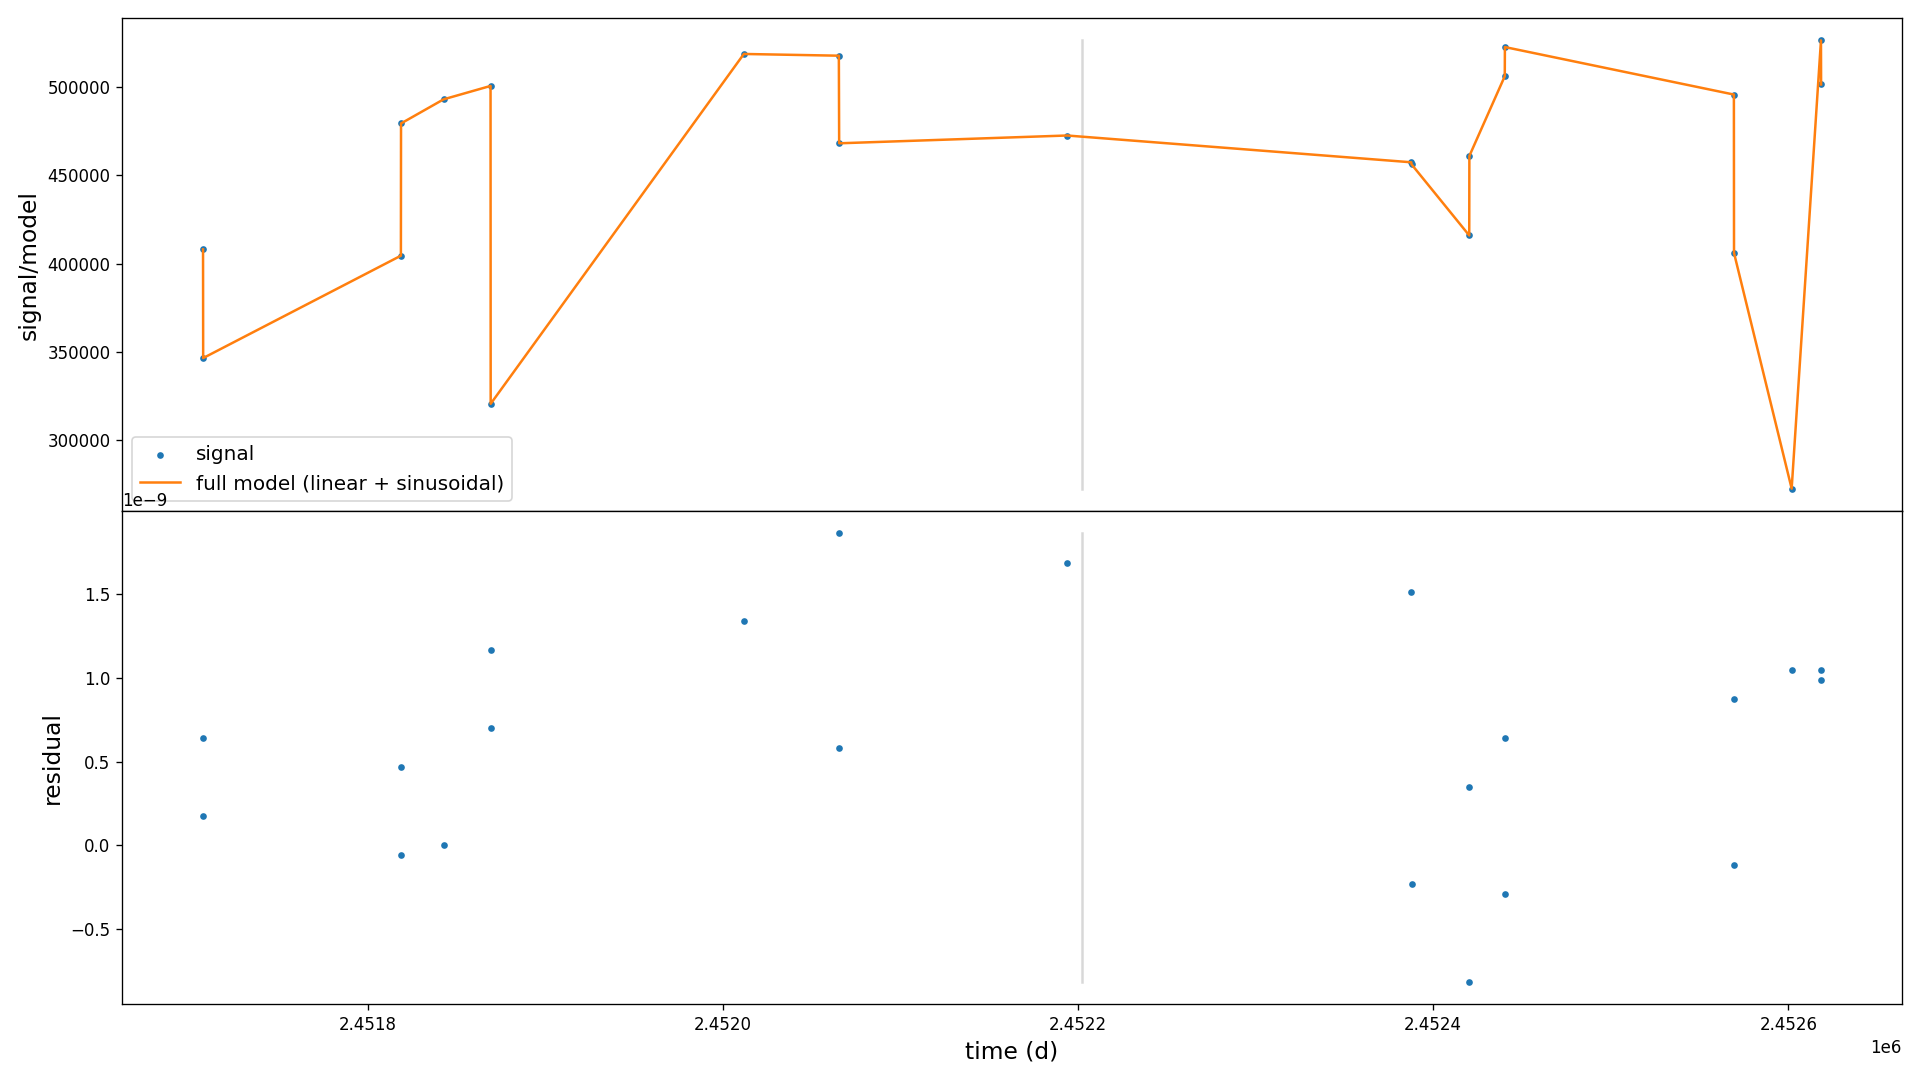 signal/model
500000
450000
400000
350000
300000
signal
full model (linear + sinusoidal)
1e−9
residual
1.5
1.0
0.5
0.0
−0.5
2.4518
2.4520
2.4522
2.4524
2.4526
1e6
time (d)